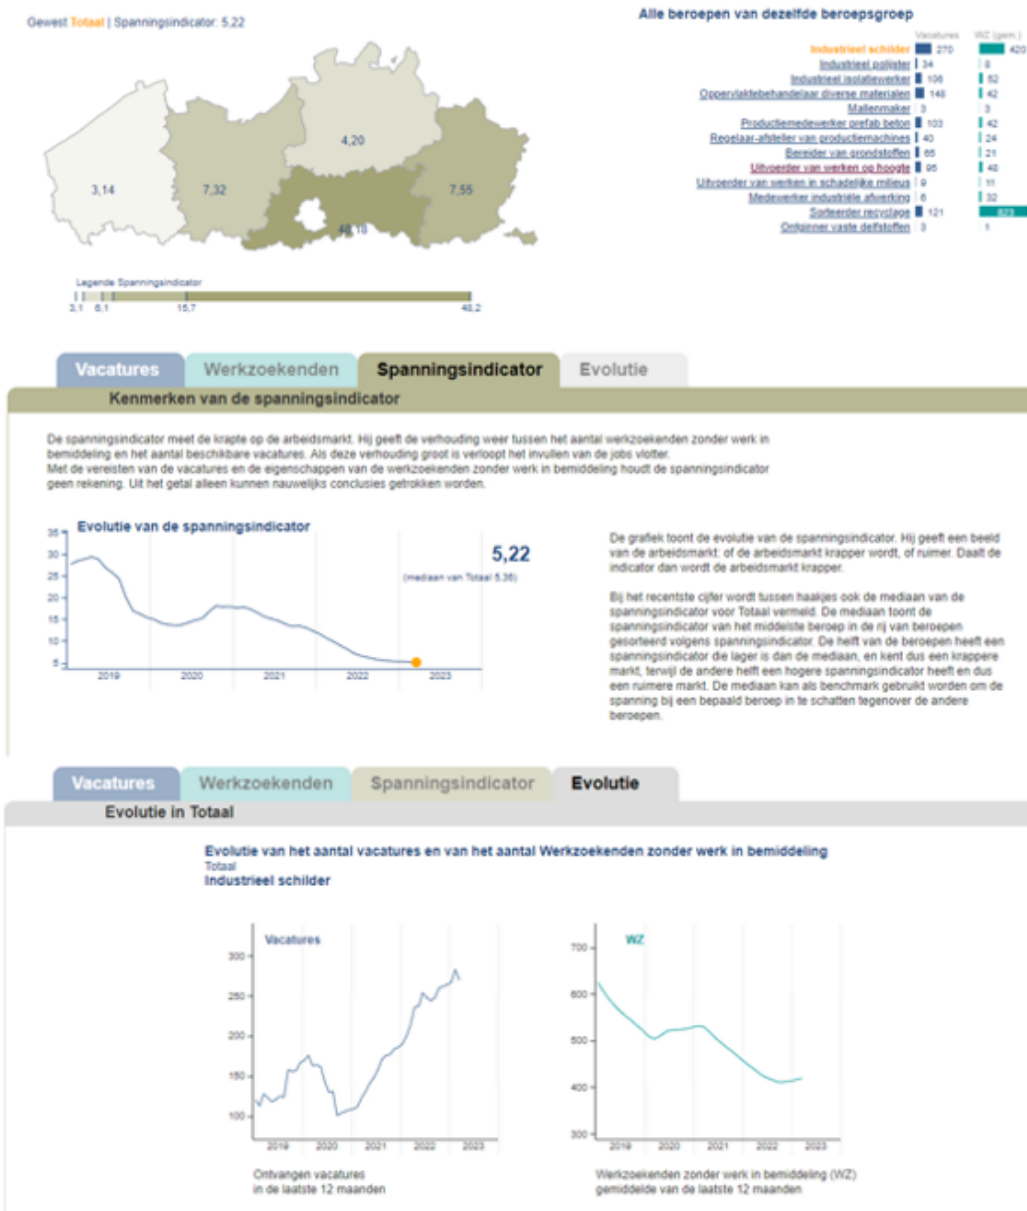 Gewest Totaal | Spanningsindicator: 5,22
3,14
7,32
4,20
48,18
7,55
Legende Spanningsindicator
3,1 6,1 15,7 48,2
Alle beroepen van dezelfde beroepsgroep
Vacatures WZ (gem.)
Industrieel schilder 270 420
Industrieel polijster 34 8
Industrieel isolatiewerker 106 52
Oppervlaktebehandelaar diverse materialen 148 42
Mallenmaker 3 3
Productiemedewerker prefab beton 103 42
Regelaar-afsteller van productiemachines 40 24
Bereider van grondstoffen 65 21
Uitvoerder van werken op hoogte 95 48
Uitvoerder van werken in schadelijke milieus 9 11
Medewerker industriële afwerking 6 32
Sorteerder recyclage 121 823
Ontginner vaste delfstoffen 3 1
Vacatures Werkzoekenden Spanningsindicator Evolutie
Kenmerken van de spanningsindicator
De spanningsindicator meet de krapte op de arbeidsmarkt. Hij geeft de verhouding weer tussen het aantal werkzoekenden zonder werk in
bemiddeling en het aantal beschikbare vacatures. Als deze verhouding groot is verloopt het invullen van de jobs vlotter.
Met de vereisten van de vacatures en de eigenschappen van de werkzoekenden zonder werk in bemiddeling houdt de spanningsindicator
geen rekening. Uit het getal alleen kunnen nauwelijks conclusies getrokken worden.
Evolutie van de spanningsindicator
35
30
25
20
15
10
5
2019 2020 2021 2022 2023
5,22
(mediaan van Totaal 5,36)
De grafiek toont de evolutie van de spanningsindicator. Hij geeft een beeld
van de arbeidsmarkt: of de arbeidsmarkt krapper wordt, of ruimer. Daalt de
indicator dan wordt de arbeidsmarkt krapper.
Bij het recentste cijfer wordt tussen haakjes ook de mediaan van de
spanningsindicator voor Totaal vermeld. De mediaan toont de
spanningsindicator van het middelste beroep in de rij van beroepen
gesorteerd volgens spanningsindicator. De helft van de beroepen heeft een
spanningsindicator die lager is dan de mediaan, en kent dus een krappere
markt, terwijl de andere helft een hogere spanningsindicator heeft en dus
een ruimere markt. De mediaan kan als benchmark gebruikt worden om de
spanning bij een bepaald beroep in te schatten tegenover de andere
beroepen.
Vacatures Werkzoekenden Spanningsindicator Evolutie
Evolutie in Totaal
Evolutie van het aantal vacatures en van het aantal Werkzoekenden zonder werk in bemiddeling
Totaal
Industrieel schilder
Vacatures
300
250
200
150
100
2019 2020 2021 2022 2023
Ontvangen vacatures
in de laatste 12 maanden
WZ
700
600
500
400
300
2019 2020 2021 2022 2023
Werkzoekenden zonder werk in bemiddeling (WZ)
gemiddelde van de laatste 12 maanden